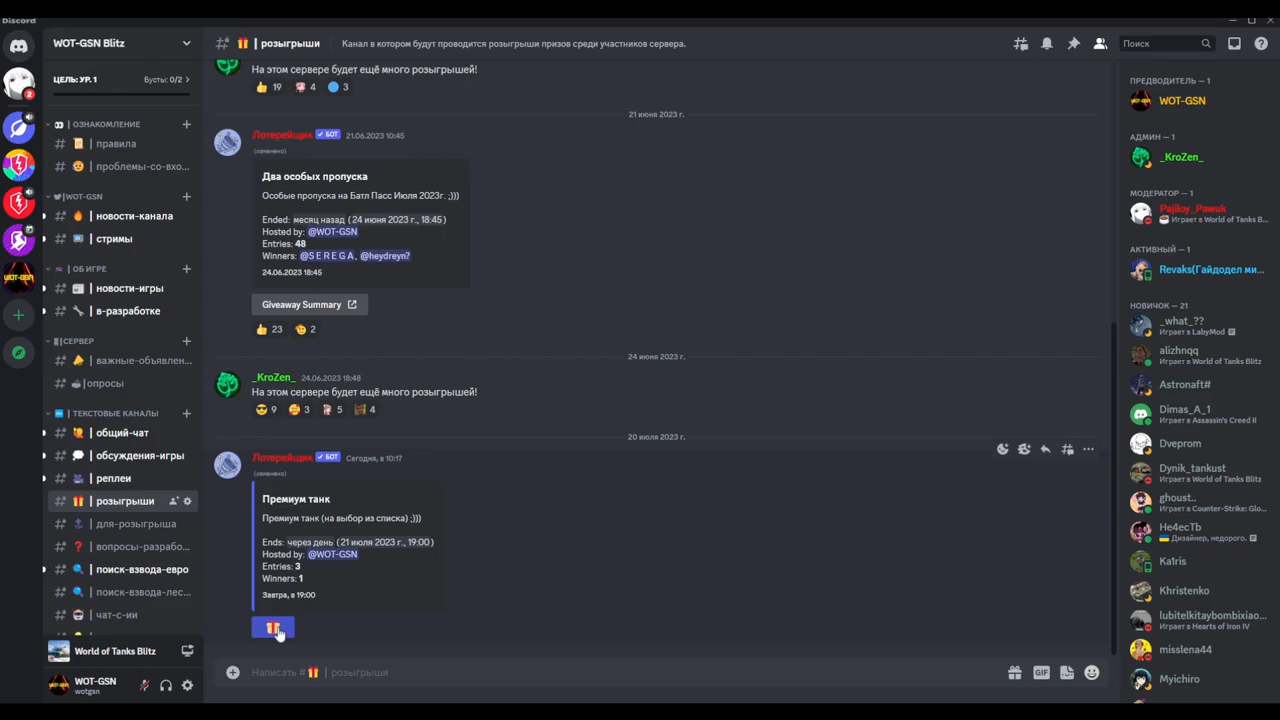 Discord
WOT-GSN Blitz
| розыгрыши
Канал в котором будут проводится розыгрыши призов среди участников сервера.
Поиск
ЦЕЛЬ: УР. 1
Бусты: 0/2
| ОЗНАКОМЛЕНИЕ
| правила
| проблемы-со-вхо...
|WOT-GSN
| новости-канала
| стримы
| ОБ ИГРЕ
| новости-игры
| в-разработке
|СЕРВЕР
| важные-объявлен...
|опросы
| ТЕКСТОВЫЕ КАНАЛЫ
| общий-чат
| обсуждения-игры
| реплеи
| розыгрыши
| для-розыгрыша
| вопросы-разрабо...
| поиск-взвода-евро
| поиск-взвода-лес...
| чат-с-ии
World of Tanks Blitz
WOT-GSN
wotgsn
2
На этом сервере будет ещё много розыгрышей!
19
4
3
21 июня 2023 г.
Лотерейщик ✓ БОТ 21.06.2023 10:45
(изменено)
Два особых пропуска
Особые пропуска на Батл Пасс Июля 2023г. ;)))
Ended: месяц назад (24 июня 2023 г., 18:45)
Hosted by: @WOT-GSN
Entries: 48
Winners: @S E R E G A, @heydreyn?
24.06.2023 18:45
Giveaway Summary
23
2
24 июня 2023 г.
_KroZen_ 24.06.2023 18:48
На этом сервере будет ещё много розыгрышей!
9
3
5
4
20 июля 2023 г.
Лотерейщик ✓ БОТ Сегодня, в 10:17
(изменено)
Премиум танк
Премиум танк (на выбор из списка) ;)))
Ends: через день (21 июля 2023 г., 19:00)
Hosted by: @WOT-GSN
Entries: 3
Winners: 1
Завтра, в 19:00
Написать #
| розыгрыши
GIF
ПРЕДВОДИТЕЛЬ — 1
WOT-GSN
АДМИН — 1
_KroZen_
МОДЕРАТОР — 1
Pajiloy_Pawuk
Играет в World of Tanks B...
АКТИВНЫЙ — 1
Revaks(Гайдодел ми...
НОВИЧОК — 21
_what_??
Играет в LabyMod
alizhnqq
Играет в World of Tanks Blitz
Astronaft#
Dimas_A_1
Играет в Assassin's Creed II
Dveprom
Dynik_tankust
Играет в World of Tanks Blitz
ghoust..
Играет в Counter-Strike: Glo...
He4ecTb
Дизайнер, недорого.
Ka1ris
Khristenko
lubitelkitaybombixiao...
Играет в Hearts of Iron IV
misslena44
Myichiro